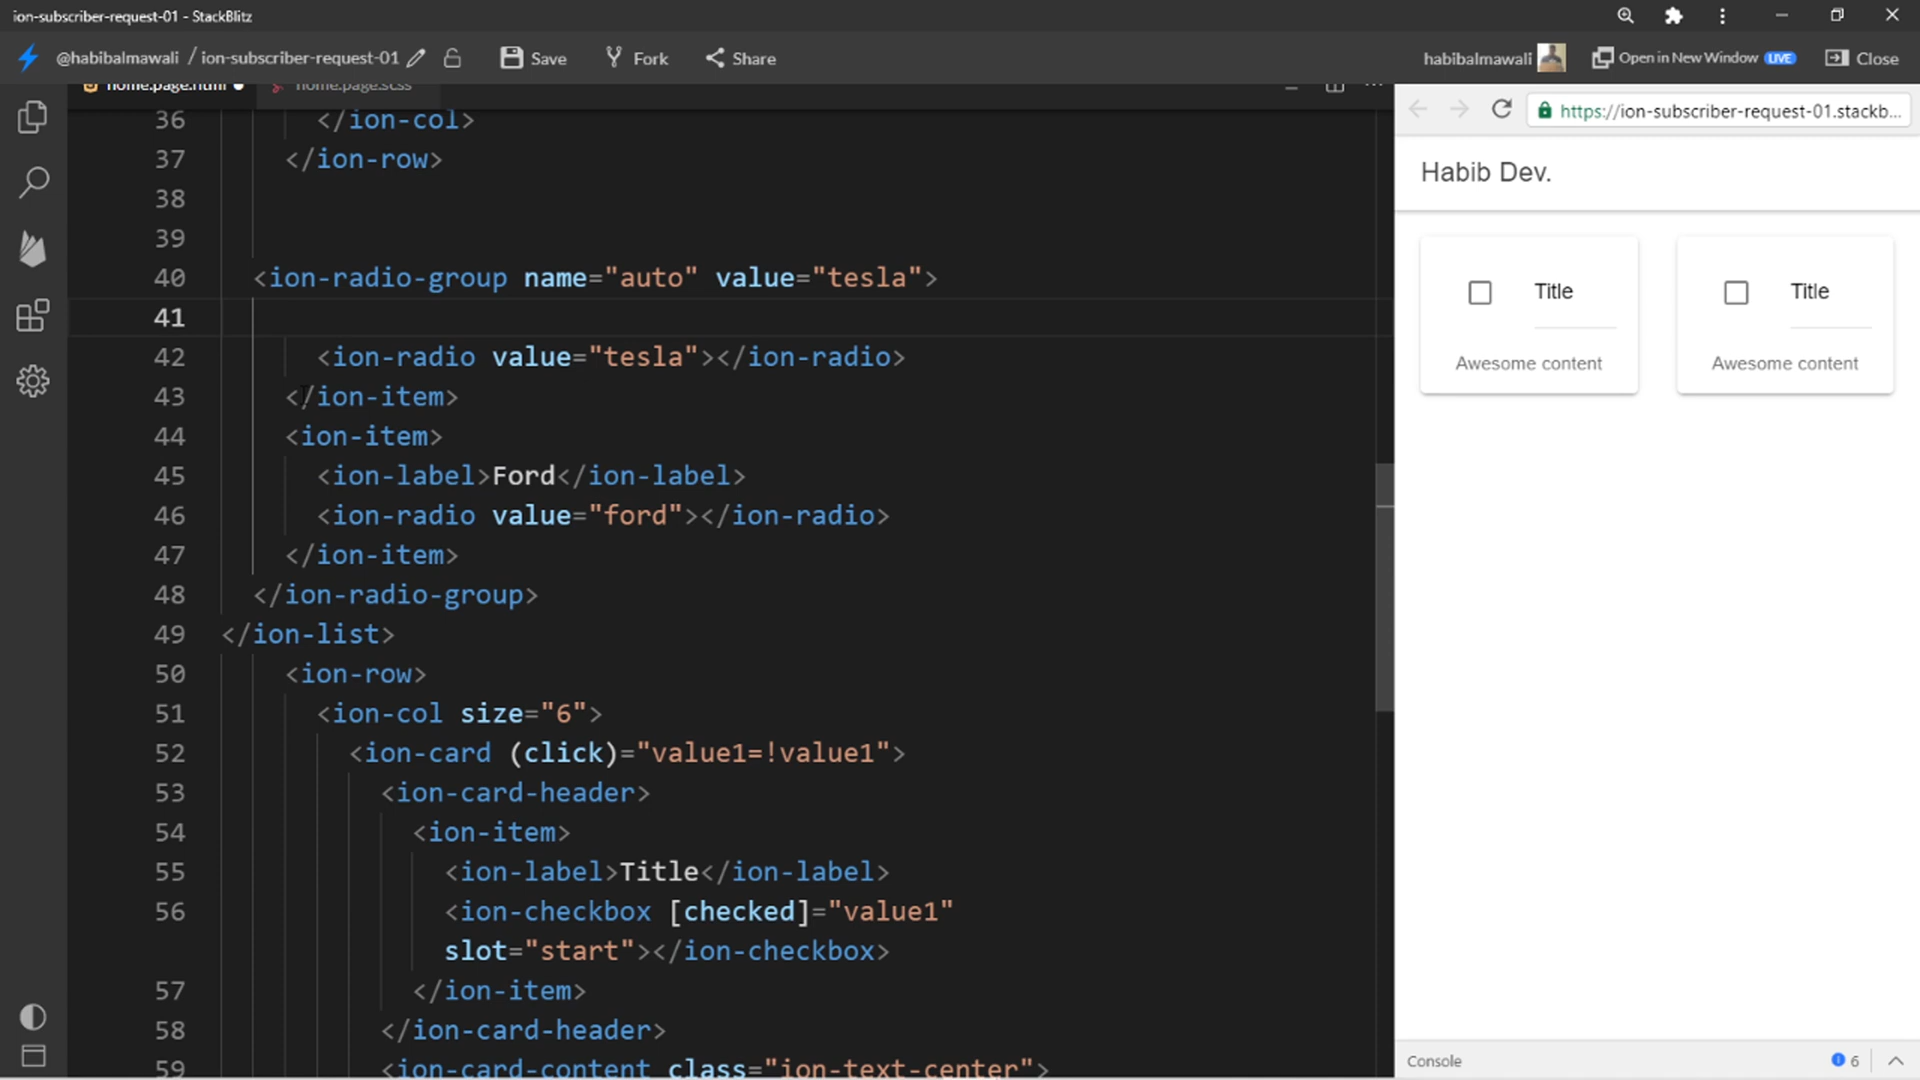 ion-subscriber-request-01 - StackBlitz
@habibalmawali / ion-subscriber-request-01 Save Fork Share habibalmawali Open in New Window LIVE Close
home.page.html home.page.scss
https://ion-subscriber-request-01.stackb...
36 </ion-col>
37 </ion-row>
38
39
40 <ion-radio-group name="auto" value="tesla">
41
42 <ion-radio value="tesla"></ion-radio>
43 </ion-item>
44 <ion-item>
45 <ion-label>Ford</ion-label>
46 <ion-radio value="ford"></ion-radio>
47 </ion-item>
48 </ion-radio-group>
49 </ion-list>
50 <ion-row>
51 <ion-col size="6">
52 <ion-card (click)="value1=!value1">
53 <ion-card-header>
54 <ion-item>
55 <ion-label>Title</ion-label>
56 <ion-checkbox [checked]="value1"
slot="start"></ion-checkbox>
57 </ion-item>
58 </ion-card-header>
59 <ion-card-content class="ion-text-center">
Habib Dev.
Title Title
Awesome content Awesome content
Console 6